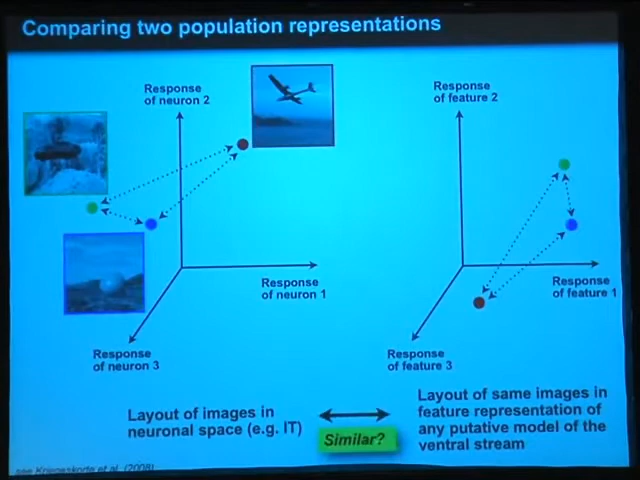 Comparing two population representations
Response
of neuron 2
Response
of neuron 1
Response
of neuron 3
Response
of feature 2
Response
of feature 1
Response
of feature 3
Layout of images in
neuronal space (e.g. IT)
Similar?
Layout of same images in
feature representation of
any putative model of the
ventral stream
see Kriegeskorte et al. (2008)